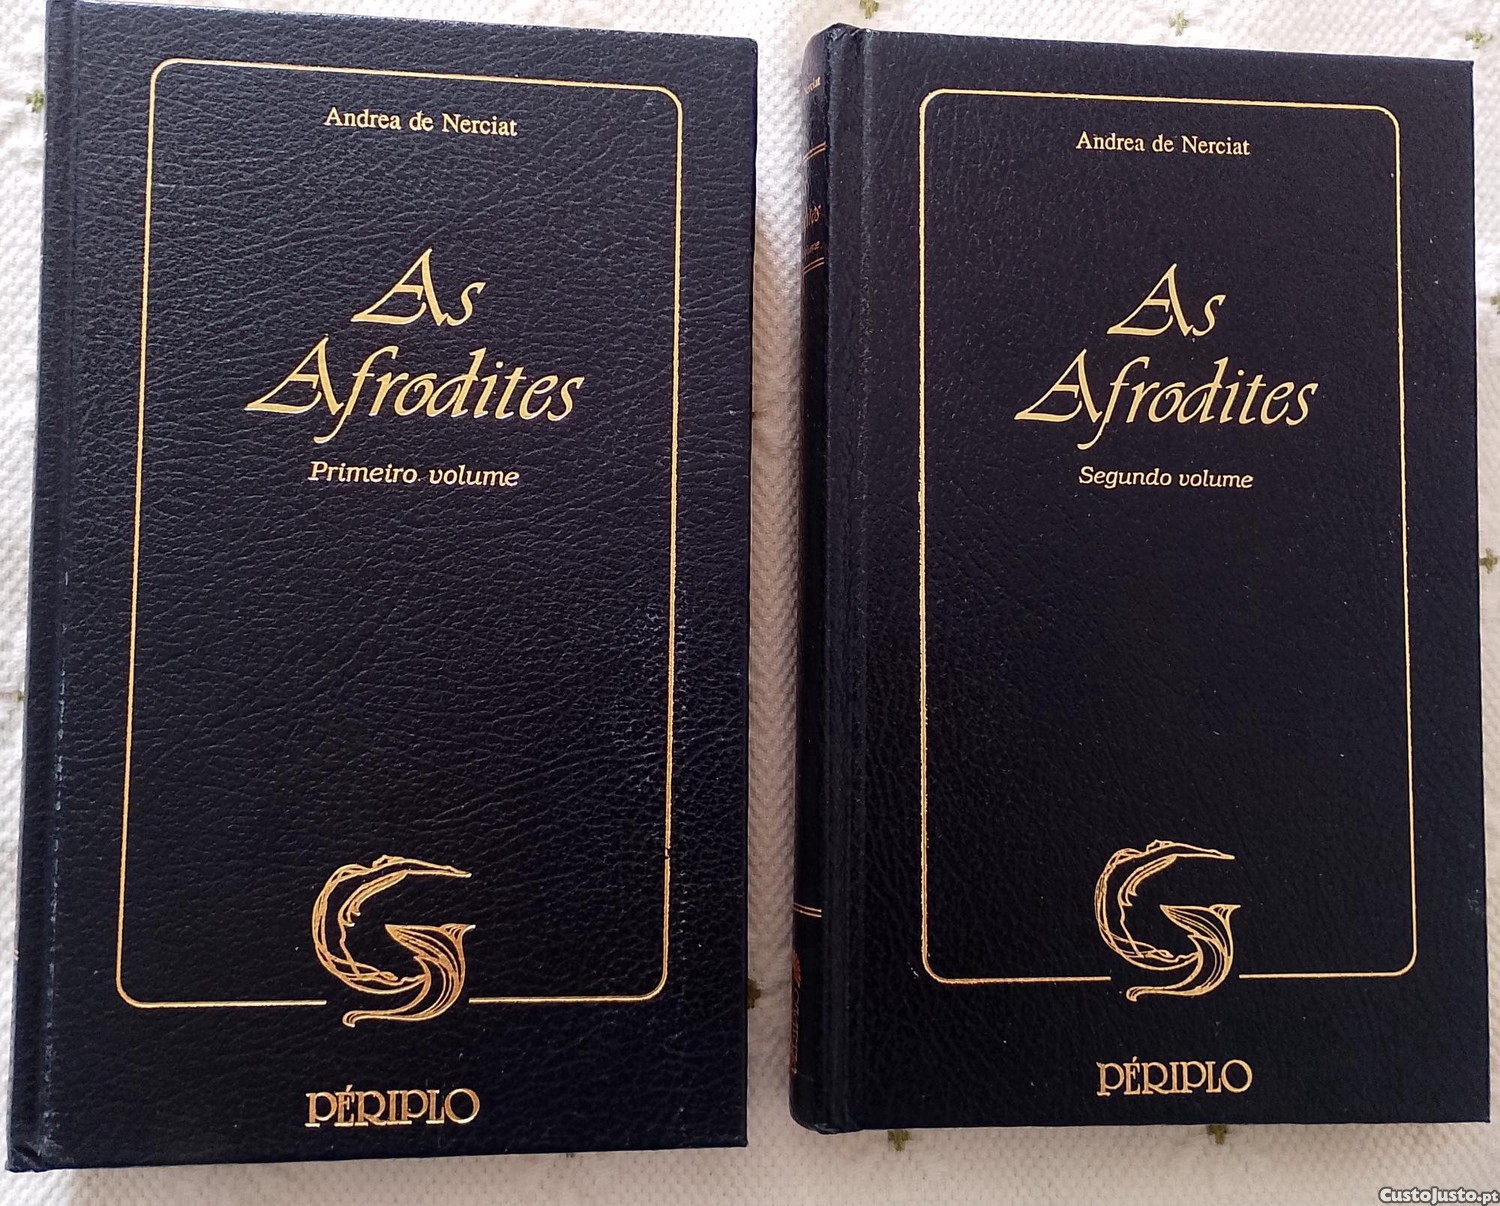 Andrea de Nerciat
As
Afrodites
Primeiro volume
PÉRIPLO
Andrea de Nerciat
As
Afrodites
Segundo volume
PÉRIPLO
CustoJusto.pt